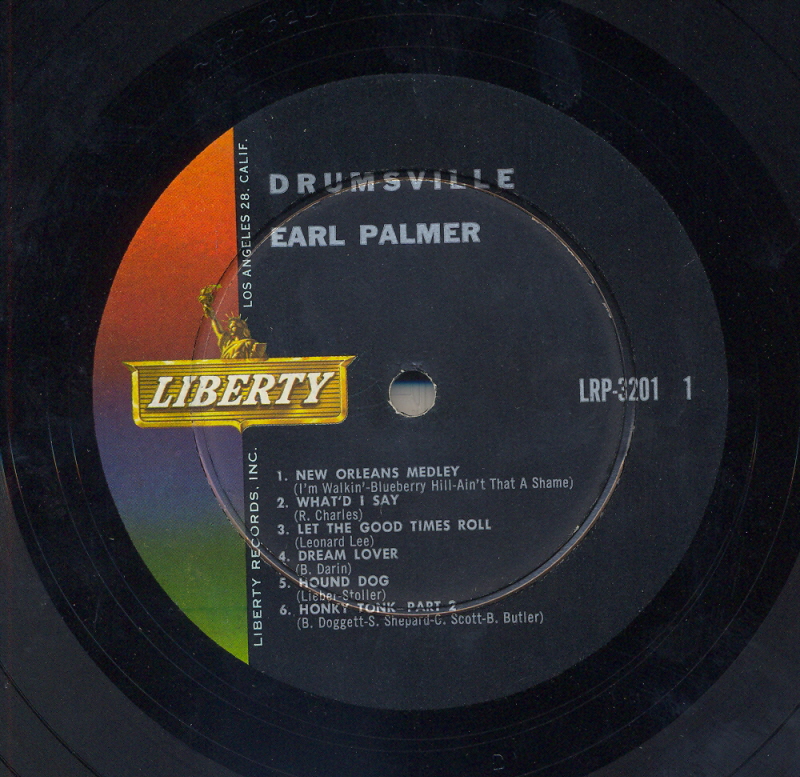 DRUMSVILLE
EARL PALMER
LOS ANGELES 28, CALIF.
LIBERTY
LIBERTY RECORDS, INC.
LRP-3201 1
1. NEW ORLEANS MEDLEY
(I'm Walkin'-Blueberry Hill-Ain't That A Shame)
2. WHAT'D I SAY
(R. Charles)
3. LET THE GOOD TIMES ROLL
(Leonard Lee)
4. DREAM LOVER
(B. Darin)
5. HOUND DOG
(Lieber-Stoller)
6. HONKY TONK-PART 2
(B. Doggett-S. Shepard-C. Scott-B. Butler)